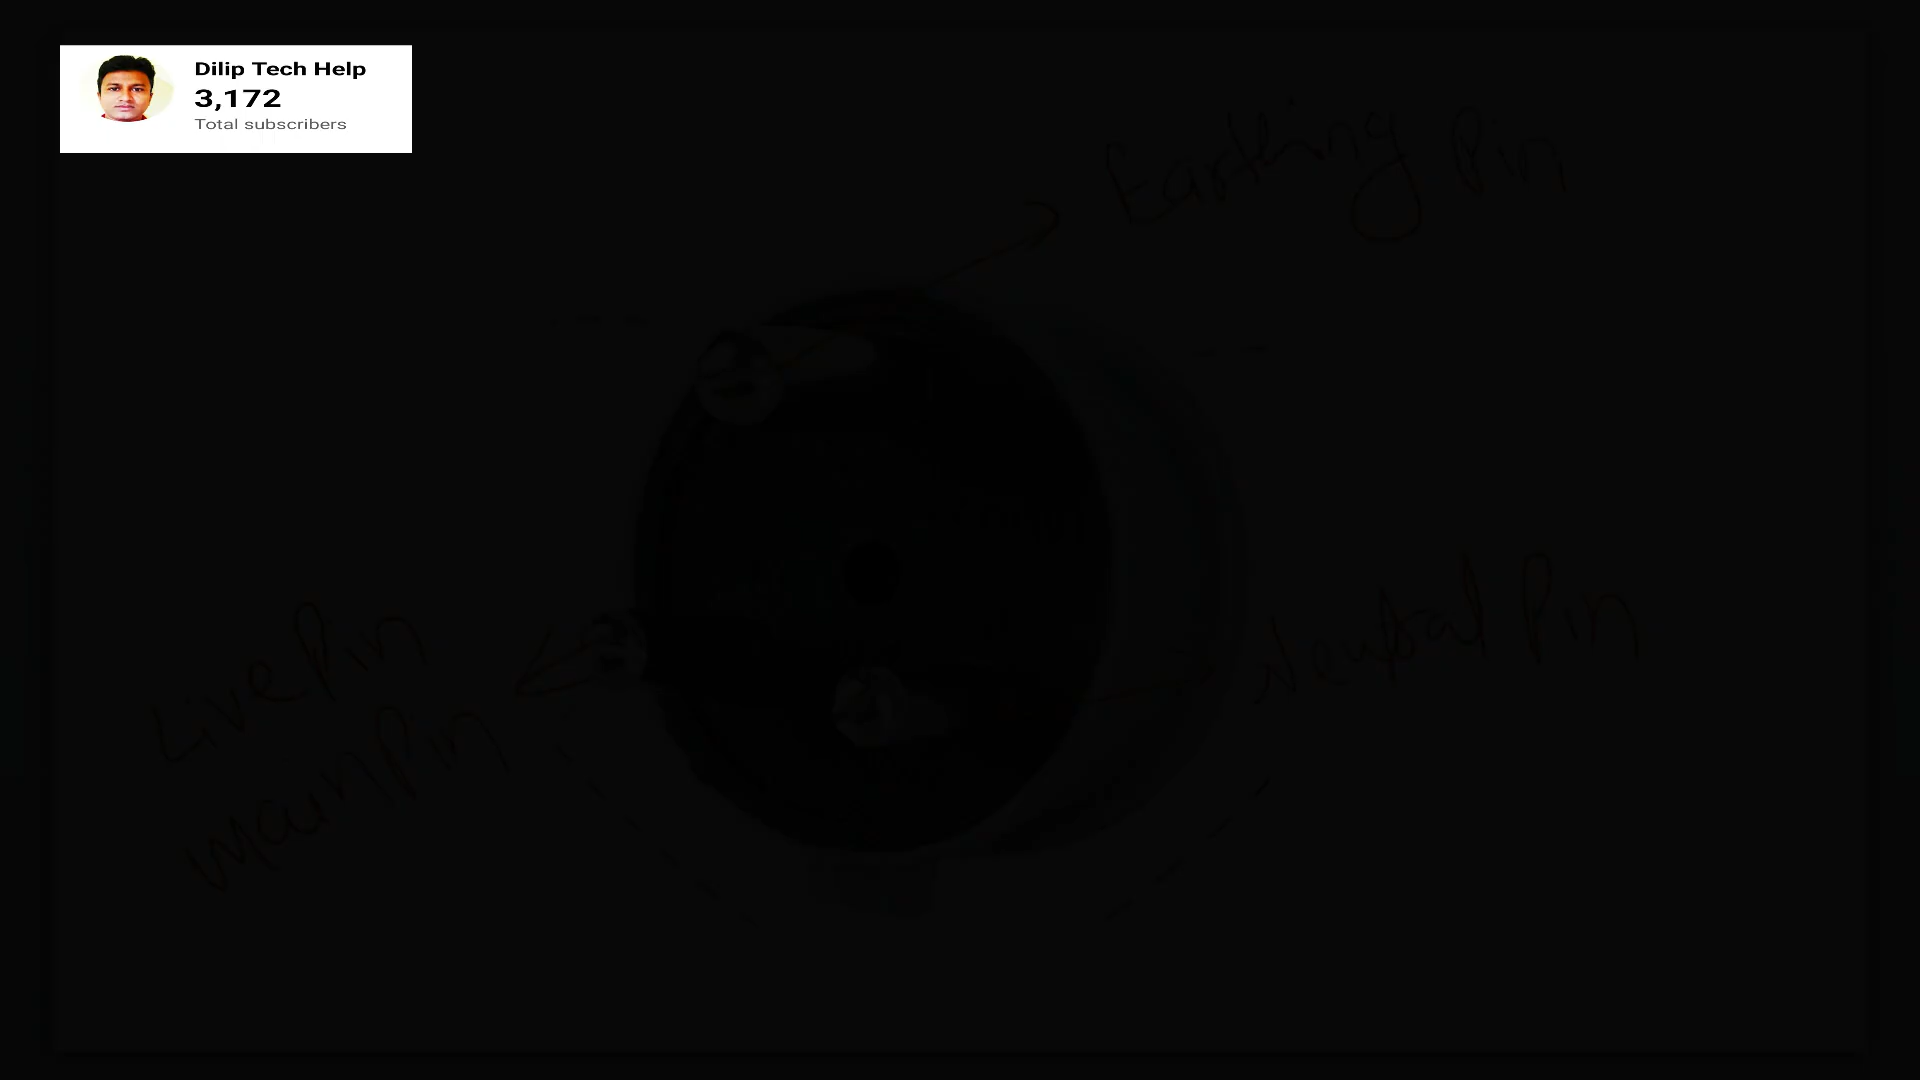 Dilip Tech Help
3,172
Total subscribers
Earthing Pin
Live Pin
Main Pin
Neutral Pin